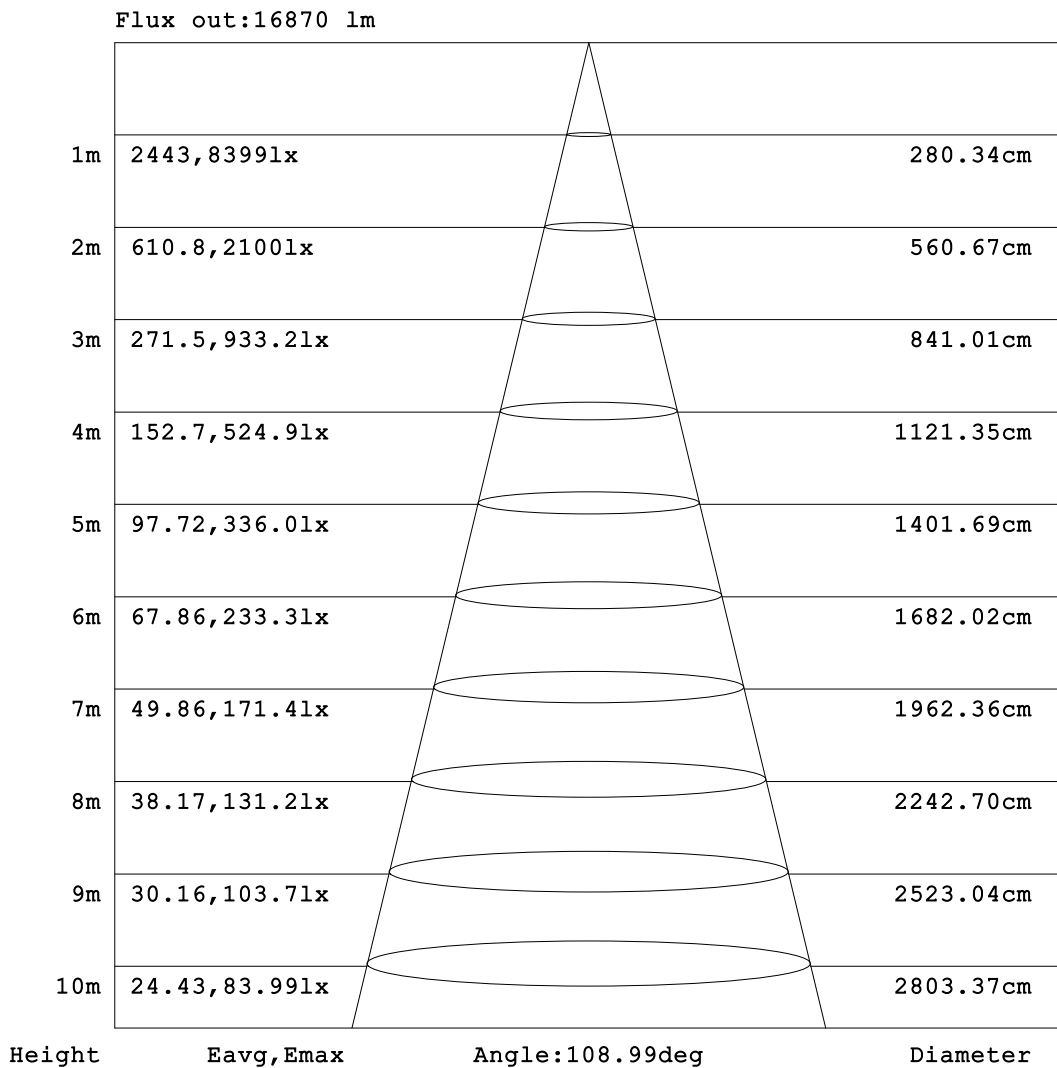 Flux out:16870 lm
1m 2443,8399lx 280.34cm
2m 610.8,2100lx 560.67cm
3m 271.5,933.2lx 841.01cm
4m 152.7,524.9lx 1121.35cm
5m 97.72,336.0lx 1401.69cm
6m 67.86,233.3lx 1682.02cm
7m 49.86,171.4lx 1962.36cm
8m 38.17,131.2lx 2242.70cm
9m 30.16,103.7lx 2523.04cm
10m 24.43,83.99lx 2803.37cm
Height Eavg,Emax Angle:108.99deg Diameter